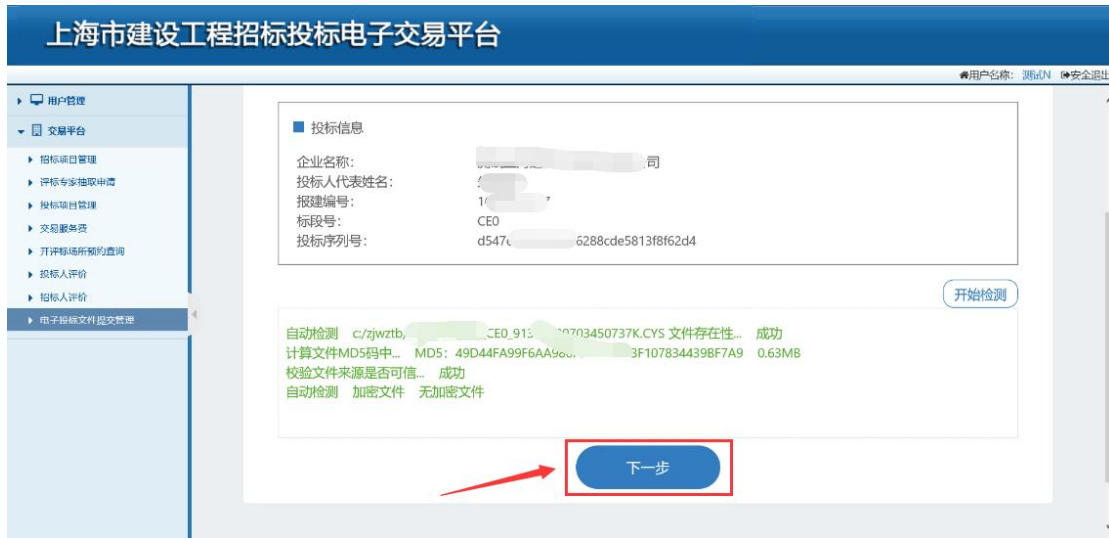 上海市建设工程招标投标电子交易平台
用户名称： 测试N 安全退出
用户管理
交易平台
招标项目管理
评标专家抽取申请
投标项目管理
交易服务费
开评标场所预约查询
投标人评价
招标人评价
电子投标文件提交管理
投标信息
企业名称： 司
投标人代表姓名：
报建编号：
标段号： CE0
投标序列号： d547 6288cde5813f8f62d4
开始检测
自动检测 c:/zjwztb, CE0_913 0703450737K.CYS 文件存在性... 成功
计算文件MD5码中... MD5：49D44FA99F6AA98 3F107834439BF7A9 0.63MB
校验文件来源是否可信... 成功
自动检测 加密文件 无加密文件
下一步